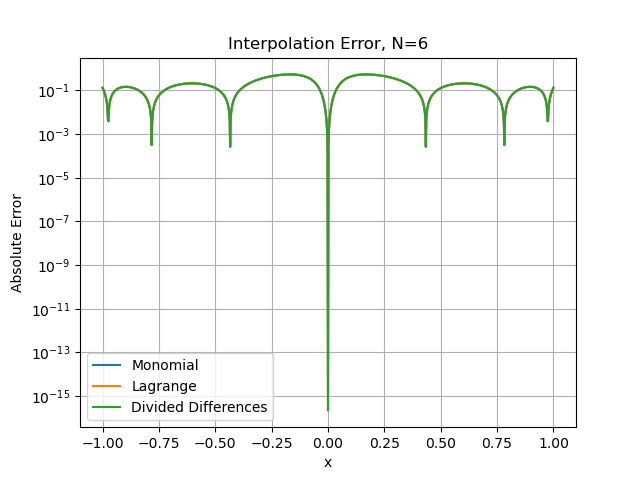 Interpolation Error, N=6
Absolute Error
10⁻¹
10⁻³
10⁻⁵
10⁻⁷
10⁻⁹
10⁻¹¹
10⁻¹³
10⁻¹⁵
Monomial
Lagrange
Divided Differences
−1.00 −0.75 −0.50 −0.25 0.00 0.25 0.50 0.75 1.00
x